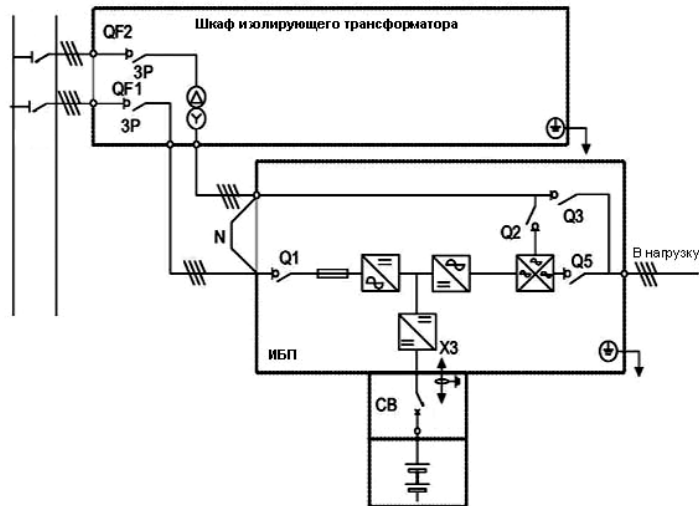 Шкаф изолирующего трансформатора
QF2
3P
QF1
3P
N
Q1
Q2
Q3
Q5
В нагрузку
X3
ИБП
CB